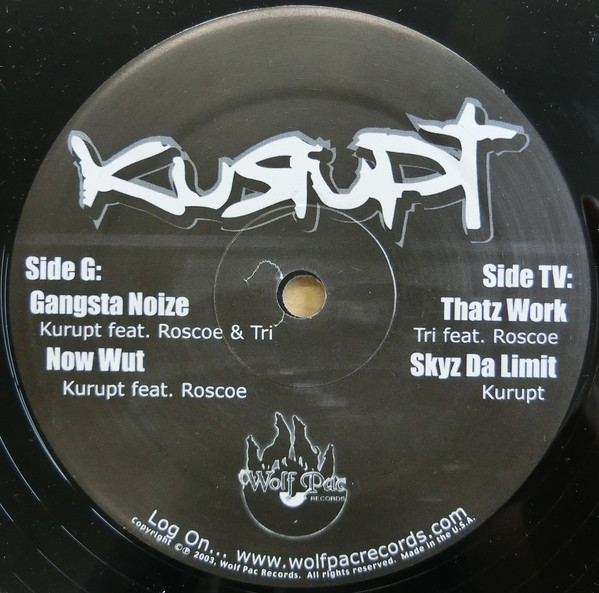 Kurupt
Side G:
Gangsta Noize
Kurupt feat. Roscoe & Tri
Now Wut
Kurupt feat. Roscoe
Side TV:
Thatz Work
Tri feat. Roscoe
Skyz Da Limit
Kurupt
Wolf Pac
RECORDS
Log On... www.wolfpacrecords.com
Copyright ©℗ 2003, Wolf Pac Records. All rights reserved. Made in the U.S.A.